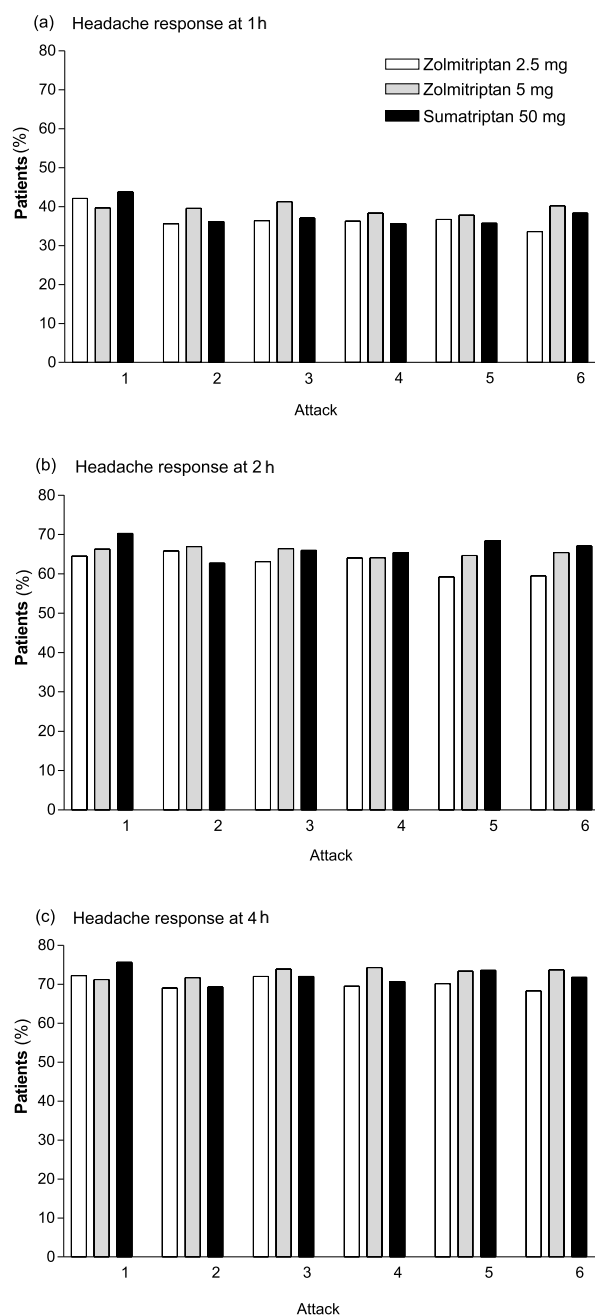 (a) Headache response at 1h
80
70
60
50
40
30
20
10
0
Patients (%)
Zolmitriptan 2.5 mg
Zolmitriptan 5 mg
Sumatriptan 50 mg
1 2 3 4 5 6
Attack
(b) Headache response at 2h
80
70
60
50
40
30
20
10
0
Patients (%)
1 2 3 4 5 6
Attack
(c) Headache response at 4h
80
70
60
50
40
30
20
10
0
Patients (%)
1 2 3 4 5 6
Attack